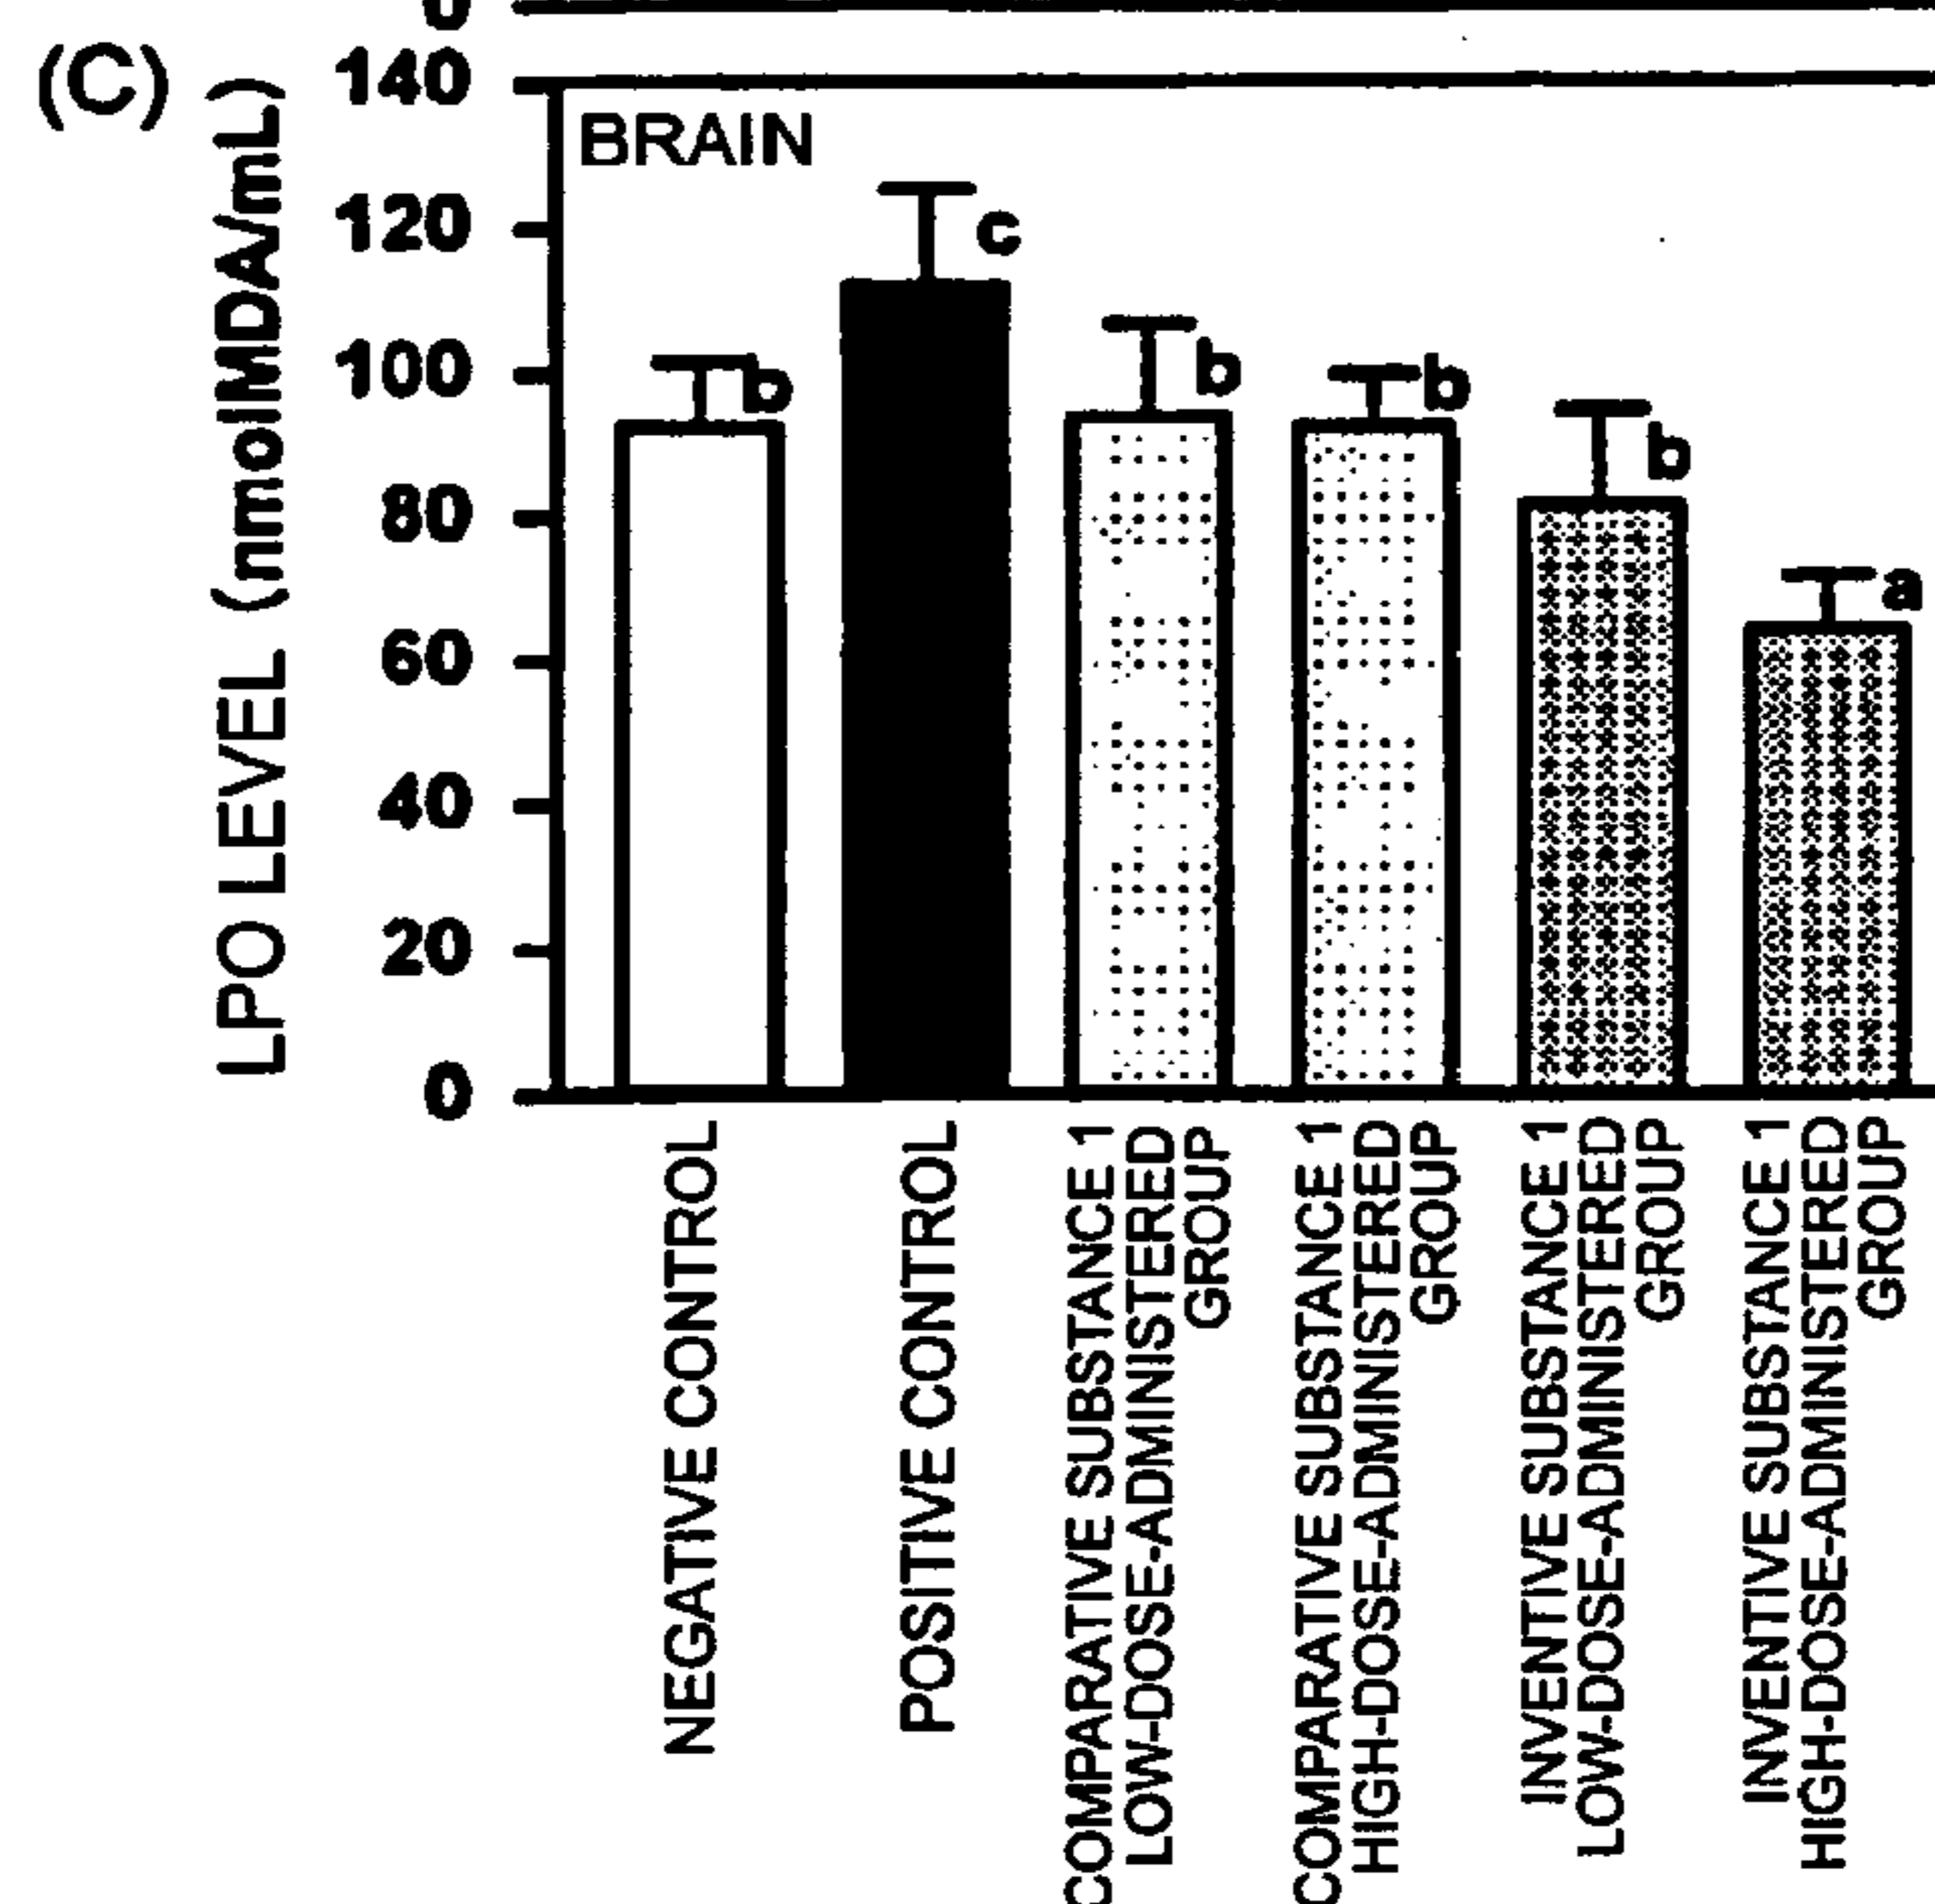 0
(C)
LPO LEVEL (nmolMDA/mL)
140
120
100
80
60
40
20
0
BRAIN
b
c
b
b
b
a
NEGATIVE CONTROL
POSITIVE CONTROL
COMPARATIVE SUBSTANCE 1
LOW-DOSE-ADMINISTERED
GROUP
COMPARATIVE SUBSTANCE 1
HIGH-DOSE-ADMINISTERED
GROUP
INVENTIVE SUBSTANCE 1
LOW-DOSE-ADMINISTERED
GROUP
INVENTIVE SUBSTANCE 1
HIGH-DOSE-ADMINISTERED
GROUP